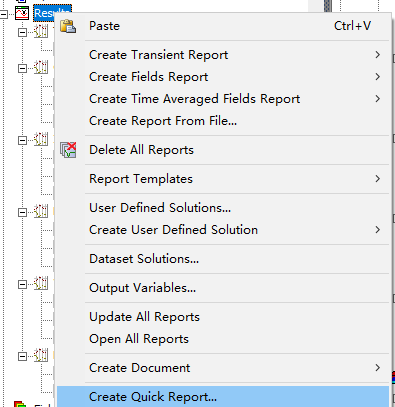 Results
Paste Ctrl+V
Create Transient Report
Create Fields Report
Create Time Averaged Fields Report
Create Report From File...
Delete All Reports
Report Templates
User Defined Solutions...
Create User Defined Solution
Dataset Solutions...
Output Variables...
Update All Reports
Open All Reports
Create Document
Create Quick Report...